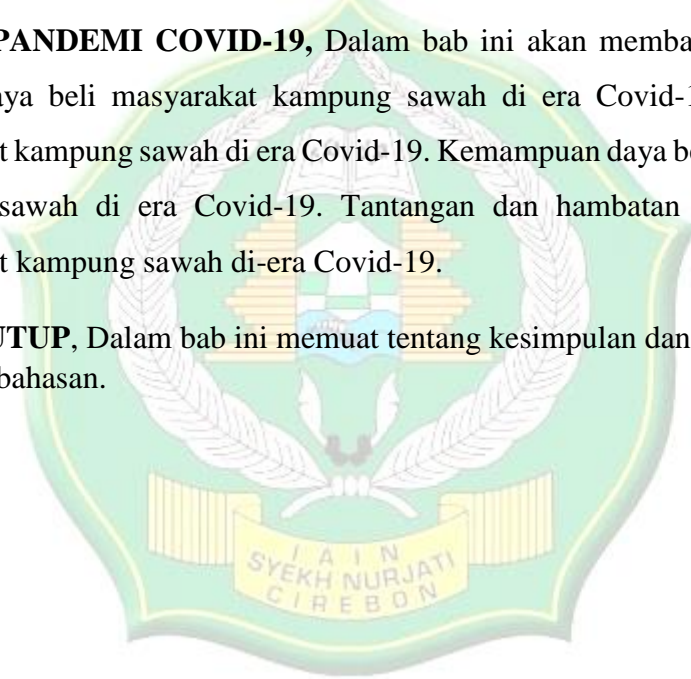 PANDEMI COVID-19, Dalam bab ini akan memba
aya beli masyarakat kampung sawah di era Covid-1
t kampung sawah di era Covid-19. Kemampuan daya be
sawah di era Covid-19. Tantangan dan hambatan
t kampung sawah di-era Covid-19.
UTUP, Dalam bab ini memuat tentang kesimpulan dan
bahasan.
IAIN
SYEKH NURJATI
CIREBON